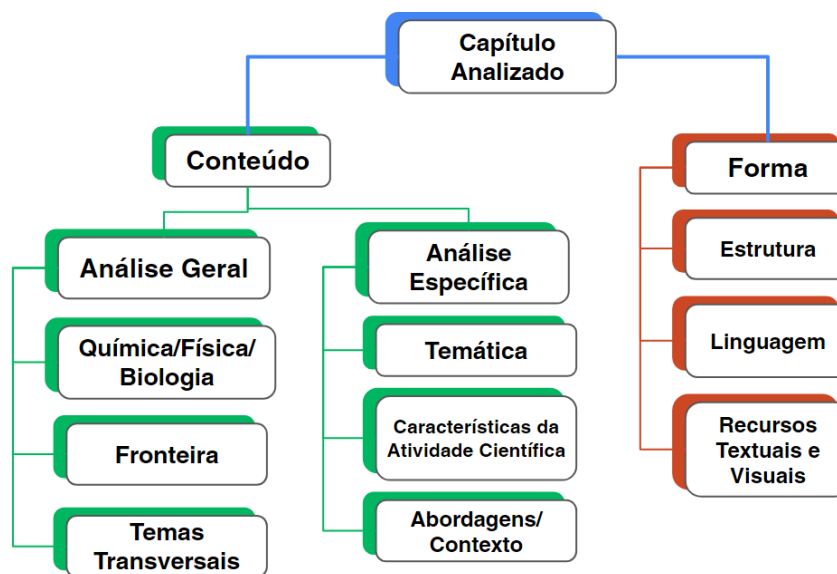 Capítulo
Analizado
Conteúdo
Forma
Análise Geral
Química/Física/
Biologia
Fronteira
Temas
Transversais
Análise
Específica
Temática
Características da
Atividade Científica
Abordagens/
Contexto
Estrutura
Linguagem
Recursos
Textuais e
Visuais